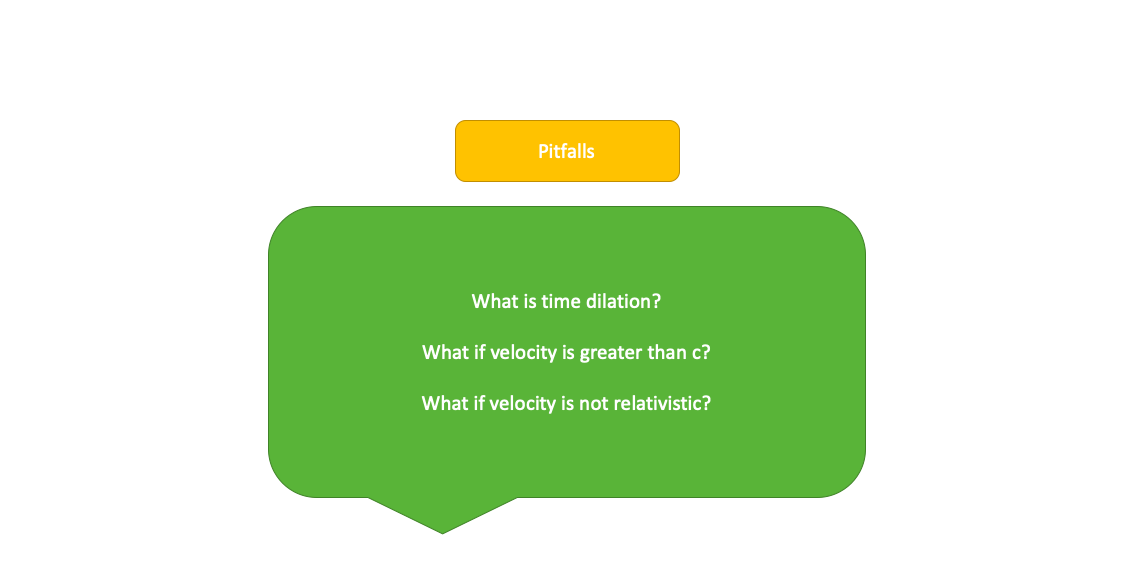 Pitfalls
What is time dilation?
What if velocity is greater than c?
What if velocity is not relativistic?